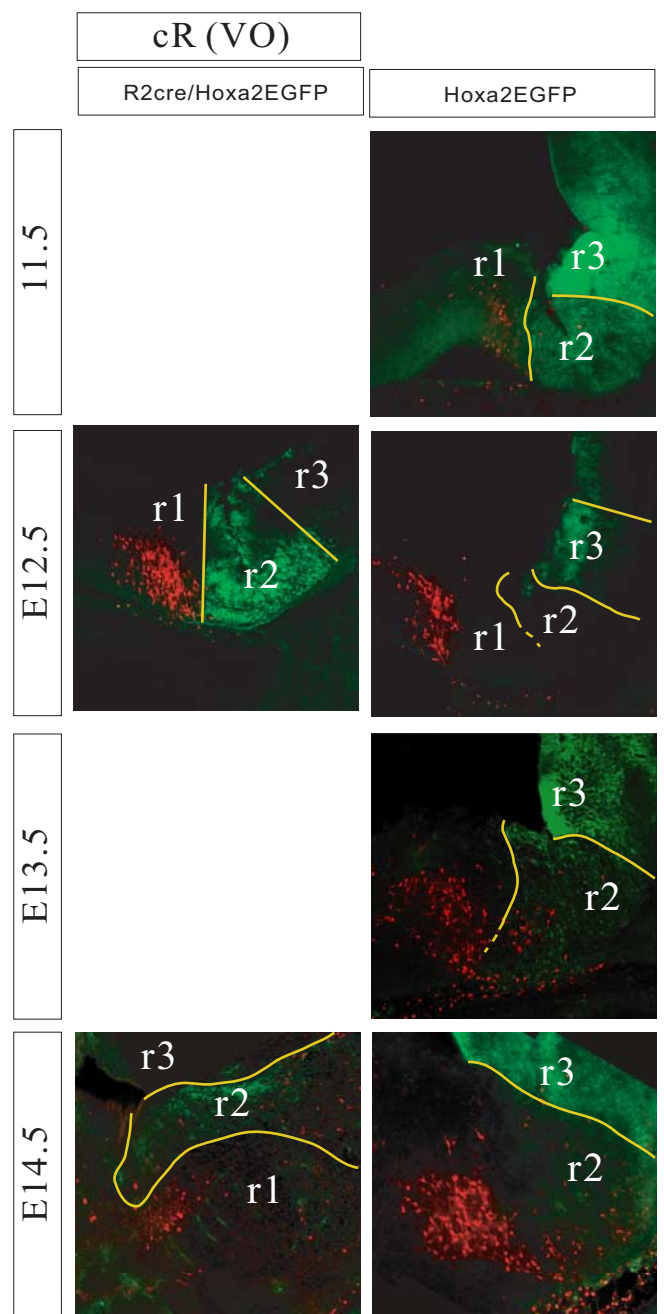 cR (VO)
R2cre/Hoxa2EGFP
Hoxa2EGFP
11.5
r1
r3
r2
E12.5
r1
r3
r2
r3
r1
r2
E13.5
r3
r2
E14.5
r3
r2
r1
r3
r2